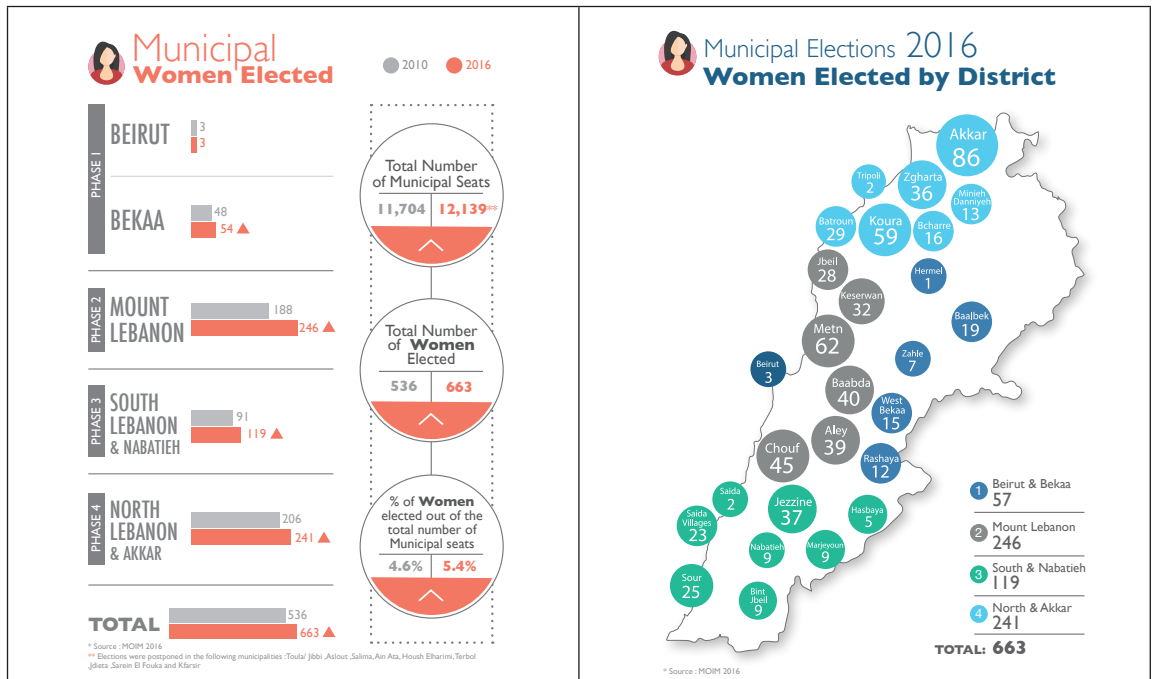 Municipal
Women Elected
2010
2016
PHASE 1
BEIRUT
3
3
BEKAA
48
54
PHASE 2
MOUNT
LEBANON
188
246
PHASE 3
SOUTH
LEBANON
& NABATIEH
91
119
PHASE 4
NORTH
LEBANON
& AKKAR
206
241
TOTAL
536
663
Total Number
of Municipal Seats
11,704
12,139**
Total Number
of Women
Elected
536
663
% of Women
elected out of the
total number of
Municipal seats
4.6%
5.4%
* Source : MOIM 2016
** Elections were postponed in the following municipalities :Toula/ Jibbi ,Aslout ,Salima, Ain Ata, Housh Elharimi, Terbol
,Jdieta ,Sarein El Fouka and Kfarsir
Municipal Elections 2016
Women Elected by District
Akkar
86
Tripoli
2
Zgharta
36
Minieh
Danniyeh
13
Batroun
29
Koura
59
Bcharre
16
Jbeil
28
Hermel
1
Keserwan
32
Baalbek
19
Metn
62
Zahle
7
Beirut
3
Baabda
40
West
Bekaa
15
Aley
39
Chouf
45
Rashaya
12
Saida
2
Jezzine
37
Hasbaya
5
Saida
Villages
23
Nabatieh
9
Marjeyoun
9
Sour
25
Bint
Jbeil
9
1 Beirut & Bekaa
57
2 Mount Lebanon
246
3 South & Nabatieh
119
4 North & Akkar
241
TOTAL: 663
* Source : MOIM 2016